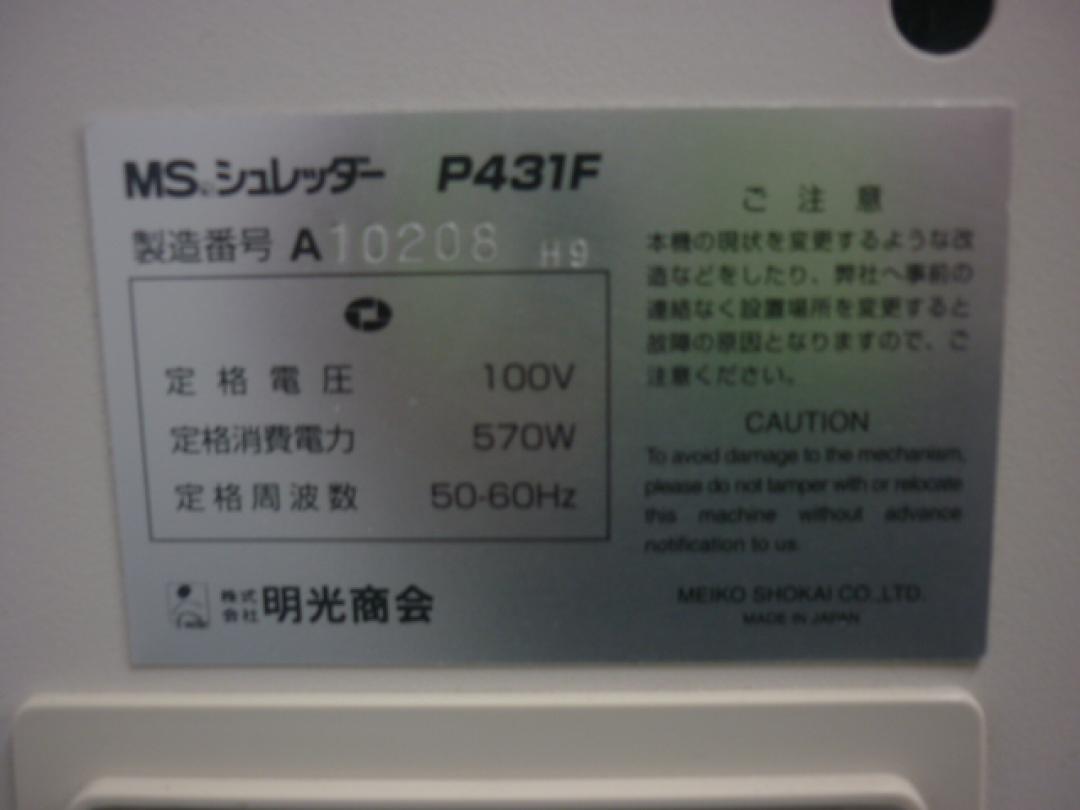 MS シュレッダー P431F
製造番号 A10208 H9
定格電圧 100V
定格消費電力 570W
定格周波数 50-60Hz
株式会社 明光商会
ご注意
本機の現状を変更するような改
造などをしたり、弊社へ事前の
連絡なく設置場所を変更すると
故障の原因となりますので、ご
注意ください。
CAUTION
To avoid damage to the mechanism,
please do not tamper with or relocate
this machine without advance
notification to us.
MEIKO SHOKAI CO.,LTD.
MADE IN JAPAN